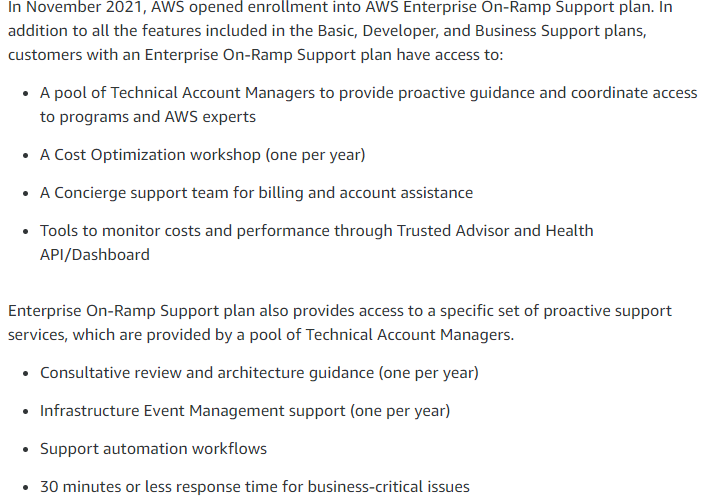 In November 2021, AWS opened enrollment into AWS Enterprise On-Ramp Support plan. In
addition to all the features included in the Basic, Developer, and Business Support plans,
customers with an Enterprise On-Ramp Support plan have access to:
• A pool of Technical Account Managers to provide proactive guidance and coordinate access
to programs and AWS experts
• A Cost Optimization workshop (one per year)
• A Concierge support team for billing and account assistance
• Tools to monitor costs and performance through Trusted Advisor and Health
API/Dashboard
Enterprise On-Ramp Support plan also provides access to a specific set of proactive support
services, which are provided by a pool of Technical Account Managers.
• Consultative review and architecture guidance (one per year)
• Infrastructure Event Management support (one per year)
• Support automation workflows
• 30 minutes or less response time for business-critical issues